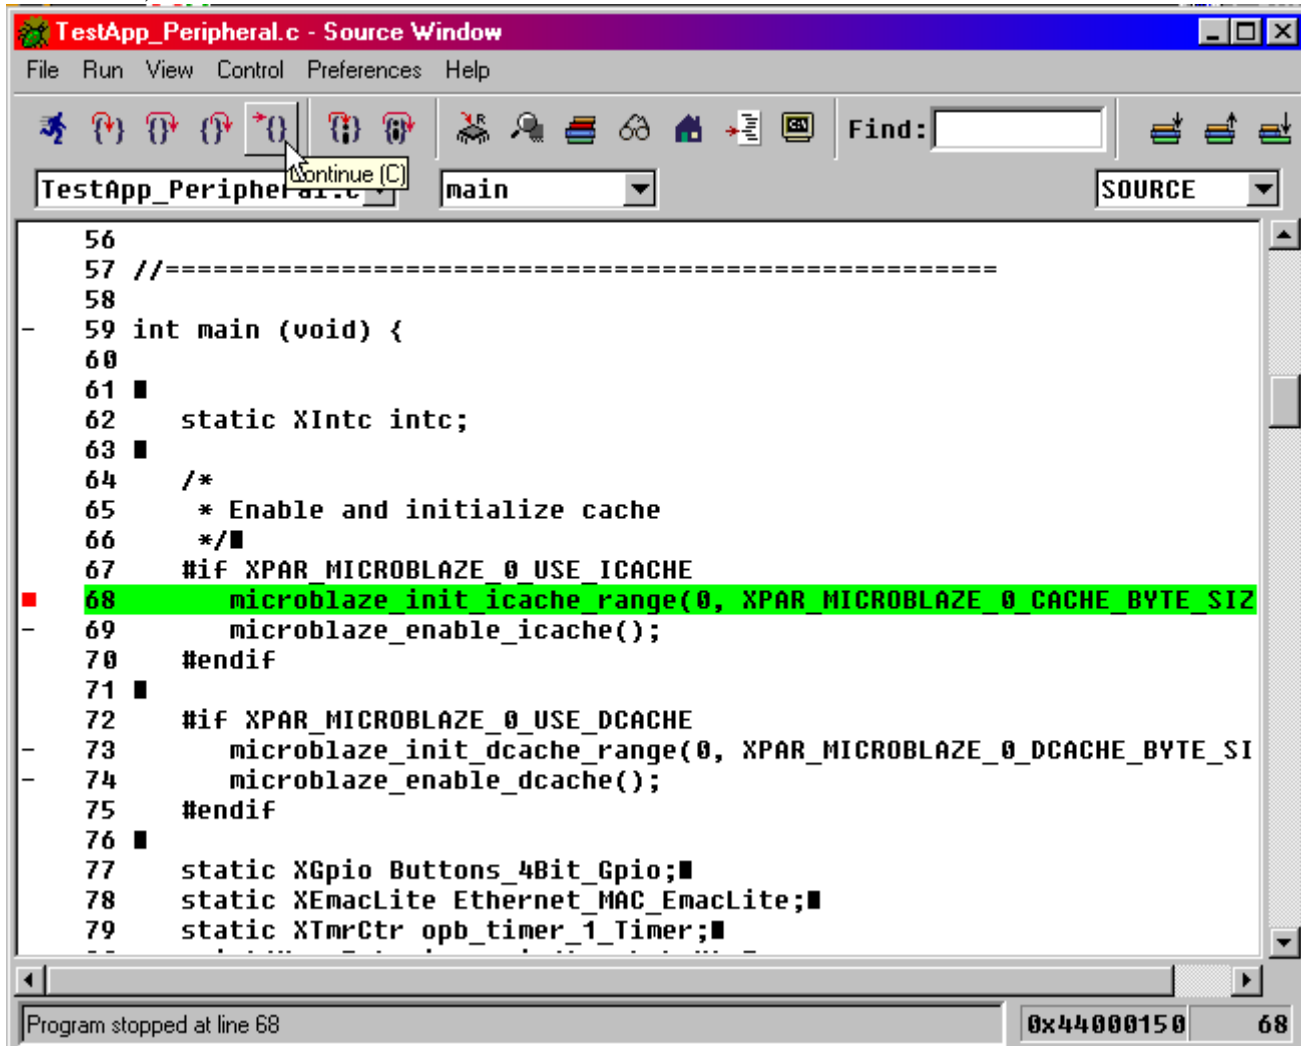 TestApp_Peripheral.c - Source Window
File Run View Control Preferences Help
Find:
Continue (C)
main
SOURCE
56
57 //====================================================
58
59 int main (void) {
60
61
62 static XIntc intc;
63
64 /*
65 * Enable and initialize cache
66 */
67 #if XPAR_MICROBLAZE_0_USE_ICACHE
68 microblaze_init_icache_range(0, XPAR_MICROBLAZE_0_CACHE_BYTE_SIZ
69 microblaze_enable_icache();
70 #endif
71
72 #if XPAR_MICROBLAZE_0_USE_DCACHE
73 microblaze_init_dcache_range(0, XPAR_MICROBLAZE_0_DCACHE_BYTE_SI
74 microblaze_enable_dcache();
75 #endif
76
77 static XGpio Buttons_4Bit_Gpio;
78 static XEmacLite Ethernet_MAC_EmacLite;
79 static XTmrCtr opb_timer_1_Timer;
Program stopped at line 68
0x44000150 68